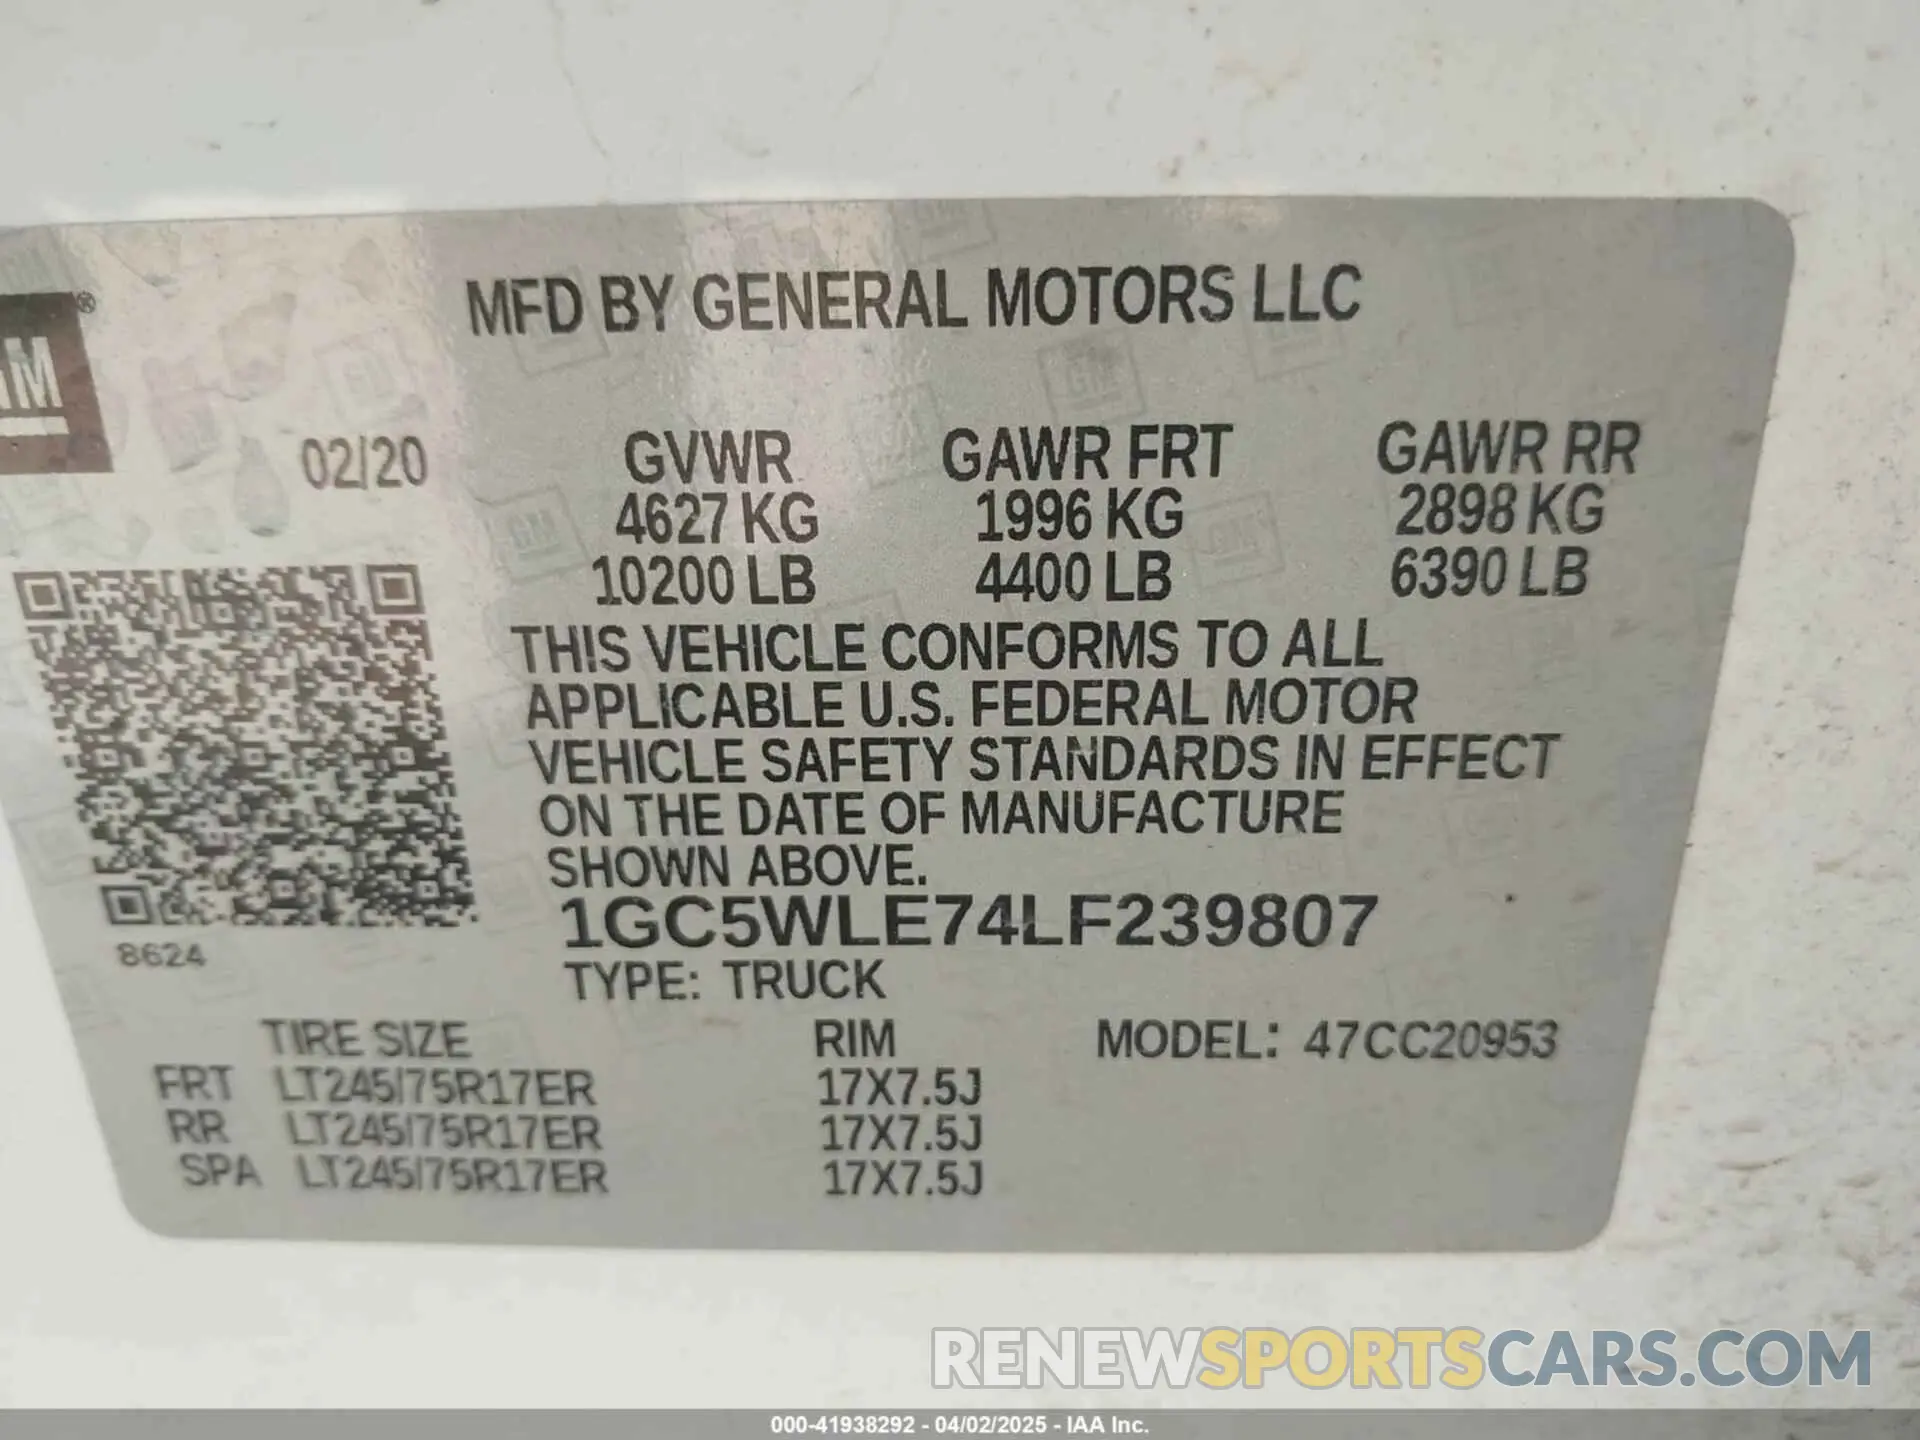 MFD BY GENERAL MOTORS LLC
GM ®
02/20
GVWR GAWR FRT GAWR RR
4627 KG 1996 KG 2898 KG
10200 LB 4400 LB 6390 LB
THIS VEHICLE CONFORMS TO ALL
APPLICABLE U.S. FEDERAL MOTOR
VEHICLE SAFETY STANDARDS IN EFFECT
ON THE DATE OF MANUFACTURE
SHOWN ABOVE.
1GC5WLE74LF239807
8624
TYPE: TRUCK
TIRE SIZE RIM MODEL: 47CC20953
FRT LT245/75R17ER 17X7.5J
RR LT245/75R17ER 17X7.5J
SPA LT245/75R17ER 17X7.5J
RENEWSPORTSCARS.COM
000-41938292 - 04/02/2025 - IAA Inc.